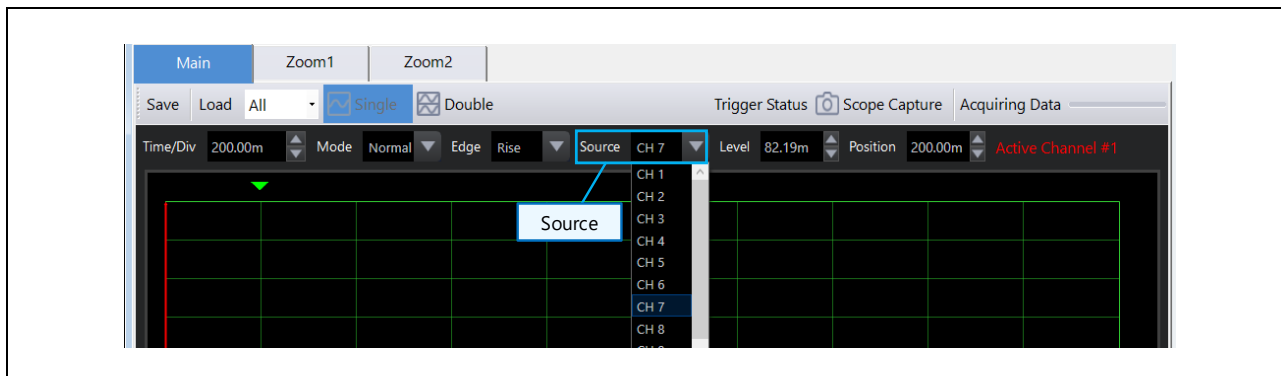 Main Zoom1 Zoom2
Save Load All Single Double Trigger Status Scope Capture Acquiring Data
Time/Div 200.00m Mode Normal Edge Rise Source CH 7 Level 82.19m Position 200.00m Active Channel #1
CH 1
CH 2
Source
CH 3
CH 4
CH 5
CH 6
CH 7
CH 8